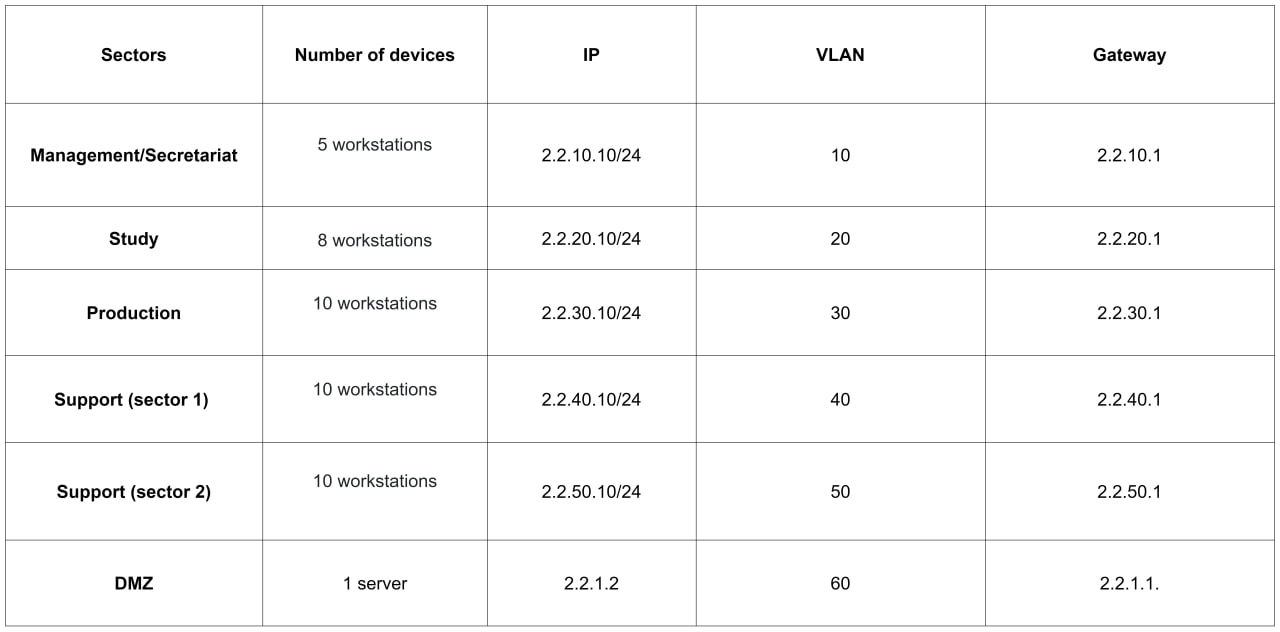 Sectors Number of devices IP VLAN Gateway
Management/Secretariat 5 workstations 2.2.10.10/24 10 2.2.10.1
Study 8 workstations 2.2.20.10/24 20 2.2.20.1
Production 10 workstations 2.2.30.10/24 30 2.2.30.1
Support (sector 1) 10 workstations 2.2.40.10/24 40 2.2.40.1
Support (sector 2) 10 workstations 2.2.50.10/24 50 2.2.50.1
DMZ 1 server 2.2.1.2 60 2.2.1.1.